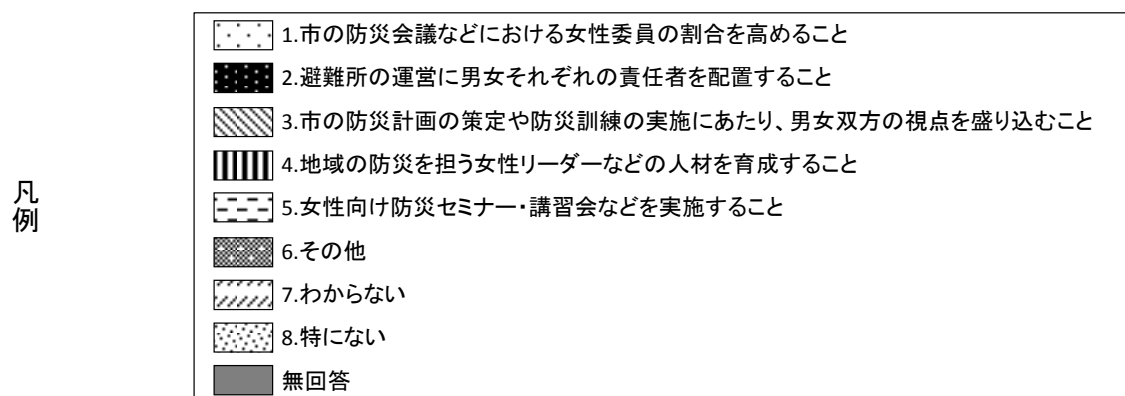 凡例
1.市の防災会議などにおける女性委員の割合を高めること
2.避難所の運営に男女それぞれの責任者を配置すること
3.市の防災計画の策定や防災訓練の実施にあたり、男女双方の視点を盛り込むこと
4.地域の防災を担う女性リーダーなどの人材を育成すること
5.女性向け防災セミナー・講習会などを実施すること
6.その他
7.わからない
8.特にない
無回答